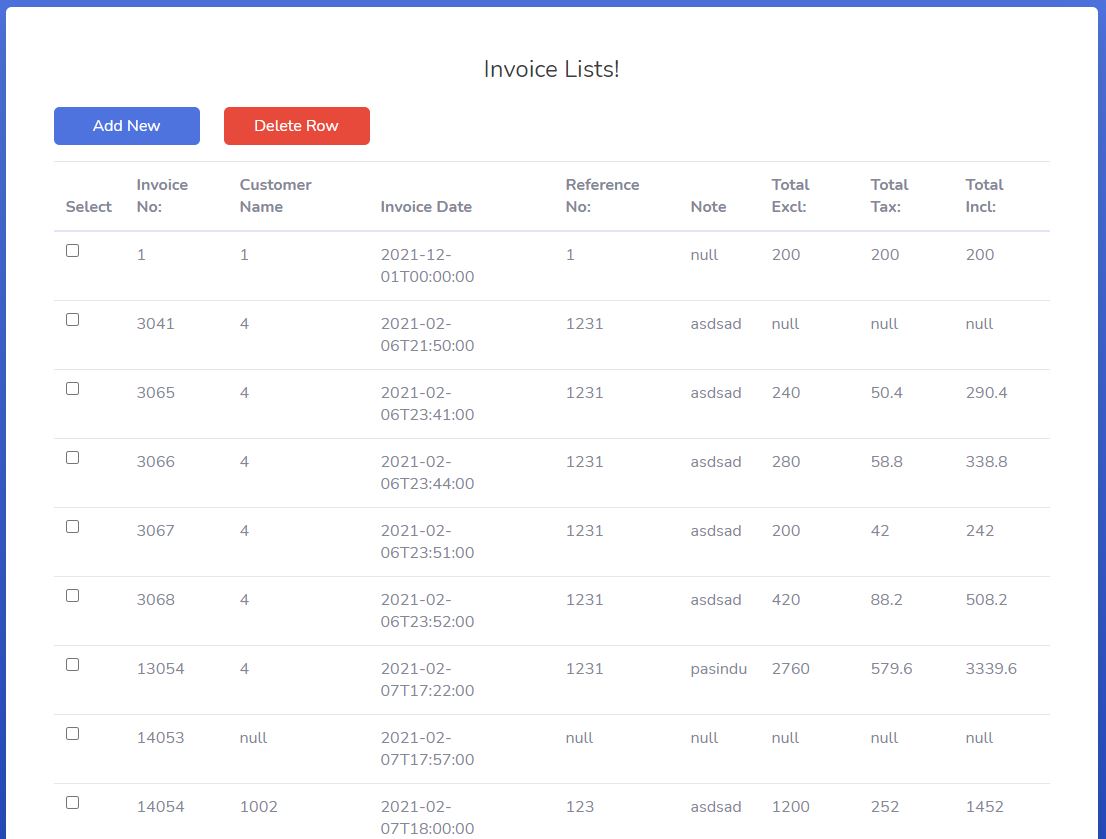 Invoice Lists!
Add New Delete Row
Select Invoice No: Customer Name Invoice Date Reference No: Note Total Excl: Total Tax: Total Incl:
1 1 2021-12- 1 null 200 200 200
01T00:00:00
3041 4 2021-02- 1231 asdsad null null null
06T21:50:00
3065 4 2021-02- 1231 asdsad 240 50.4 290.4
06T23:41:00
3066 4 2021-02- 1231 asdsad 280 58.8 338.8
06T23:44:00
3067 4 2021-02- 1231 asdsad 200 42 242
06T23:51:00
3068 4 2021-02- 1231 asdsad 420 88.2 508.2
06T23:52:00
13054 4 2021-02- 1231 pasindu 2760 579.6 3339.6
07T17:22:00
14053 null 2021-02- null null null null null
07T17:57:00
14054 1002 2021-02- 123 asdsad 1200 252 1452
07T18:00:00